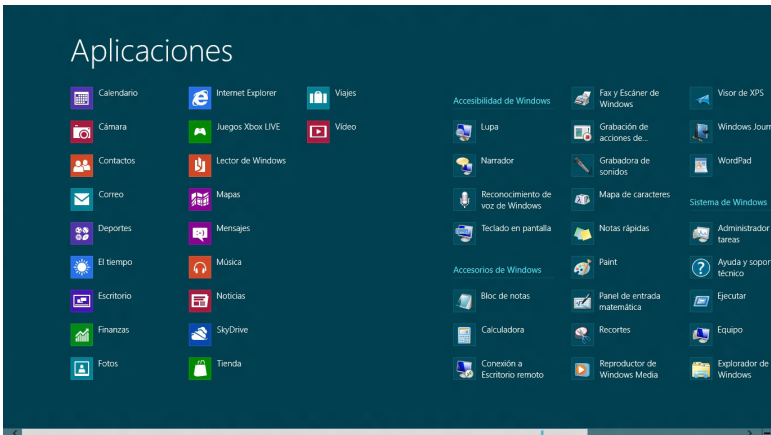 Aplicaciones
Calendario
Cámara
Contactos
Correo
Deportes
El tiempo
Escritorio
Finanzas
Fotos
Internet Explorer
Juegos Xbox LIVE
Lector de Windows
Mapas
Mensajes
Música
Noticias
SkyDrive
Tienda
Viajes
Vídeo
Accesibilidad de Windows
Lupa
Narrador
Reconocimiento de
voz de Windows
Teclado en pantalla
Accesorios de Windows
Bloc de notas
Calculadora
Conexión a
Escritorio remoto
Fax y Escáner de
Windows
Grabación de
acciones de...
Grabadora de
sonidos
Mapa de caracteres
Notas rápidas
Paint
Panel de entrada
matemática
Recortes
Reproductor de
Windows Media
Visor de XPS
Windows Journ
WordPad
Sistema de Windows
Administrador
tareas
Ayuda y sopor
técnico
Ejecutar
Equipo
Explorador de
Windows